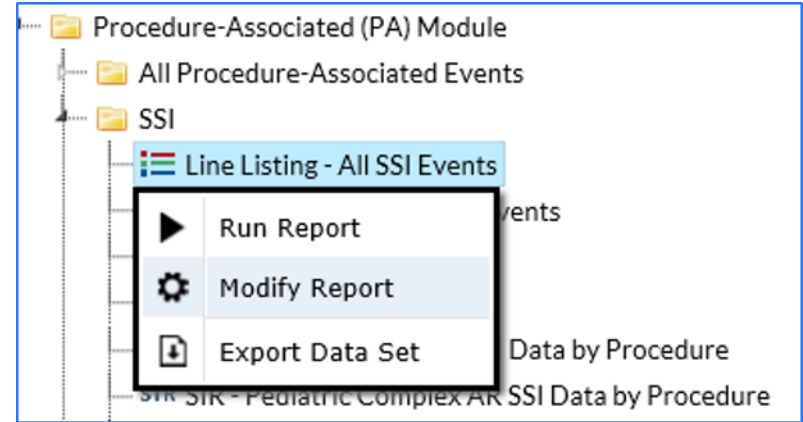 Procedure-Associated (PA) Module
All Procedure-Associated Events
SSI
Line Listing - All SSI Events
Run Report
Modify Report
Export Data Set
Data by Procedure
SIR - Pediatric Complex AR SSI Data by Procedure